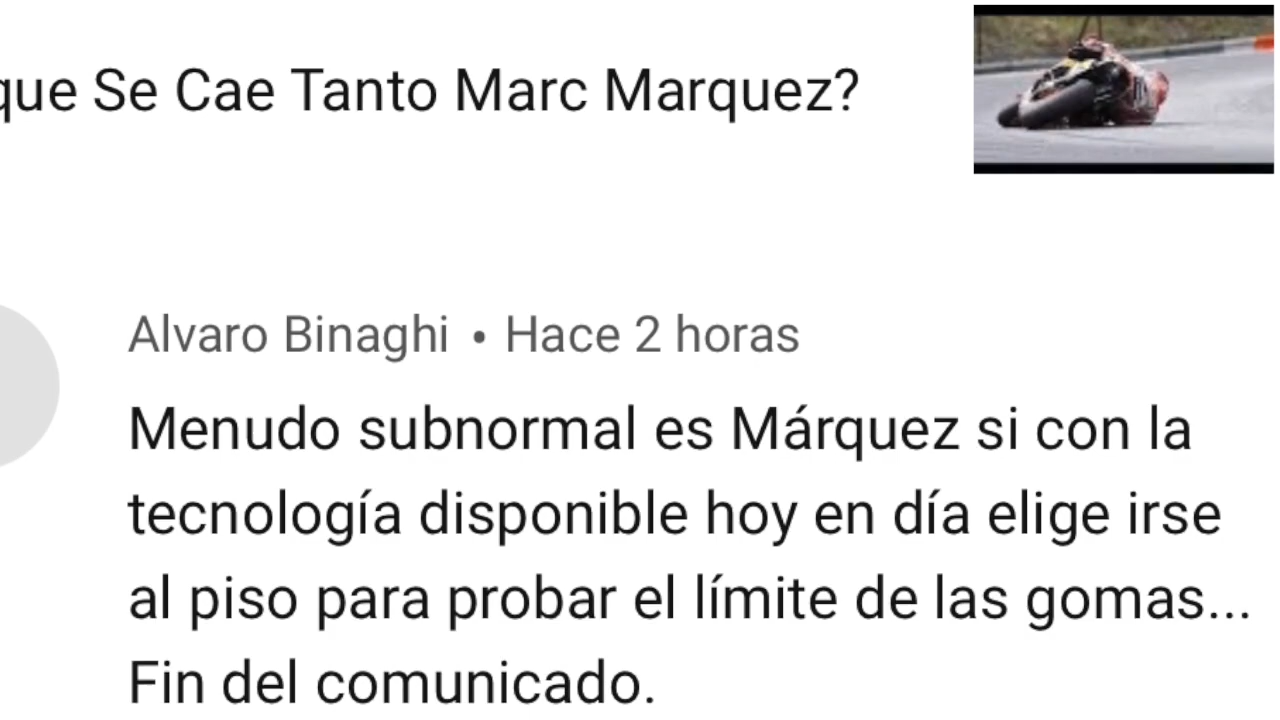 que Se Cae Tanto Marc Marquez?
Alvaro Binaghi • Hace 2 horas
Menudo subnormal es Márquez si con la
tecnología disponible hoy en día elige irse
al piso para probar el límite de las gomas...
Fin del comunicado.